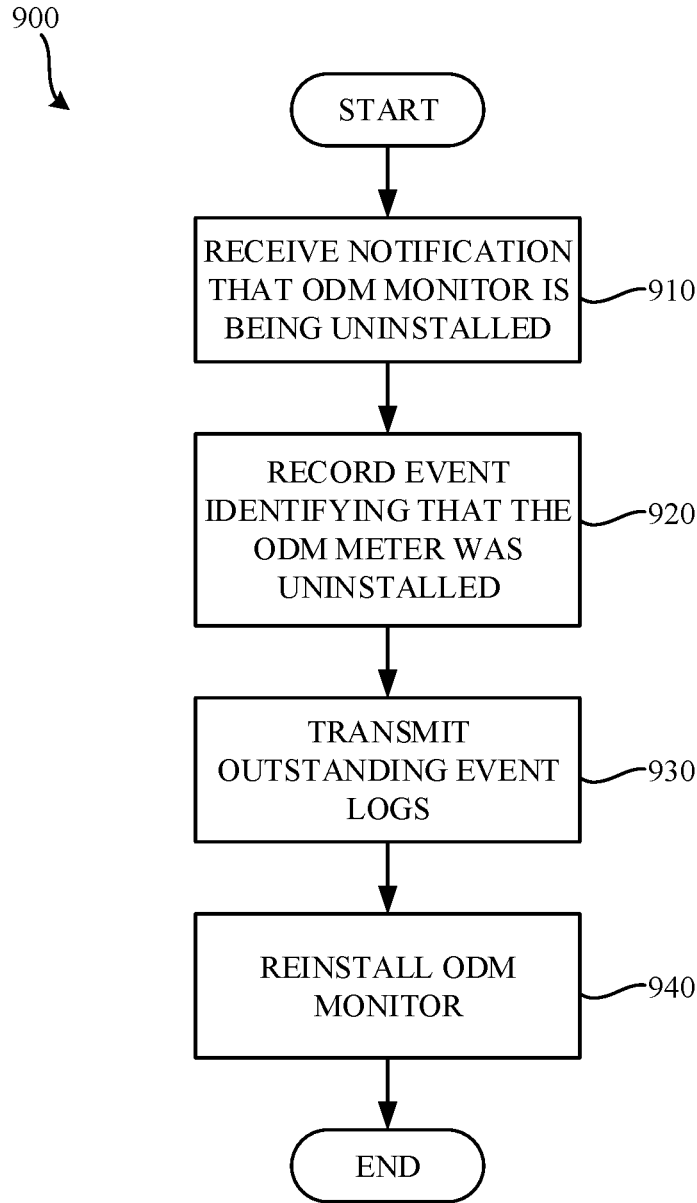 900
START
RECEIVE NOTIFICATION
THAT ODM MONITOR IS
BEING UNINSTALLED
910
RECORD EVENT
IDENTIFYING THAT THE
ODM METER WAS
UNINSTALLED
920
TRANSMIT
OUTSTANDING EVENT
LOGS
930
REINSTALL ODM
MONITOR
940
END